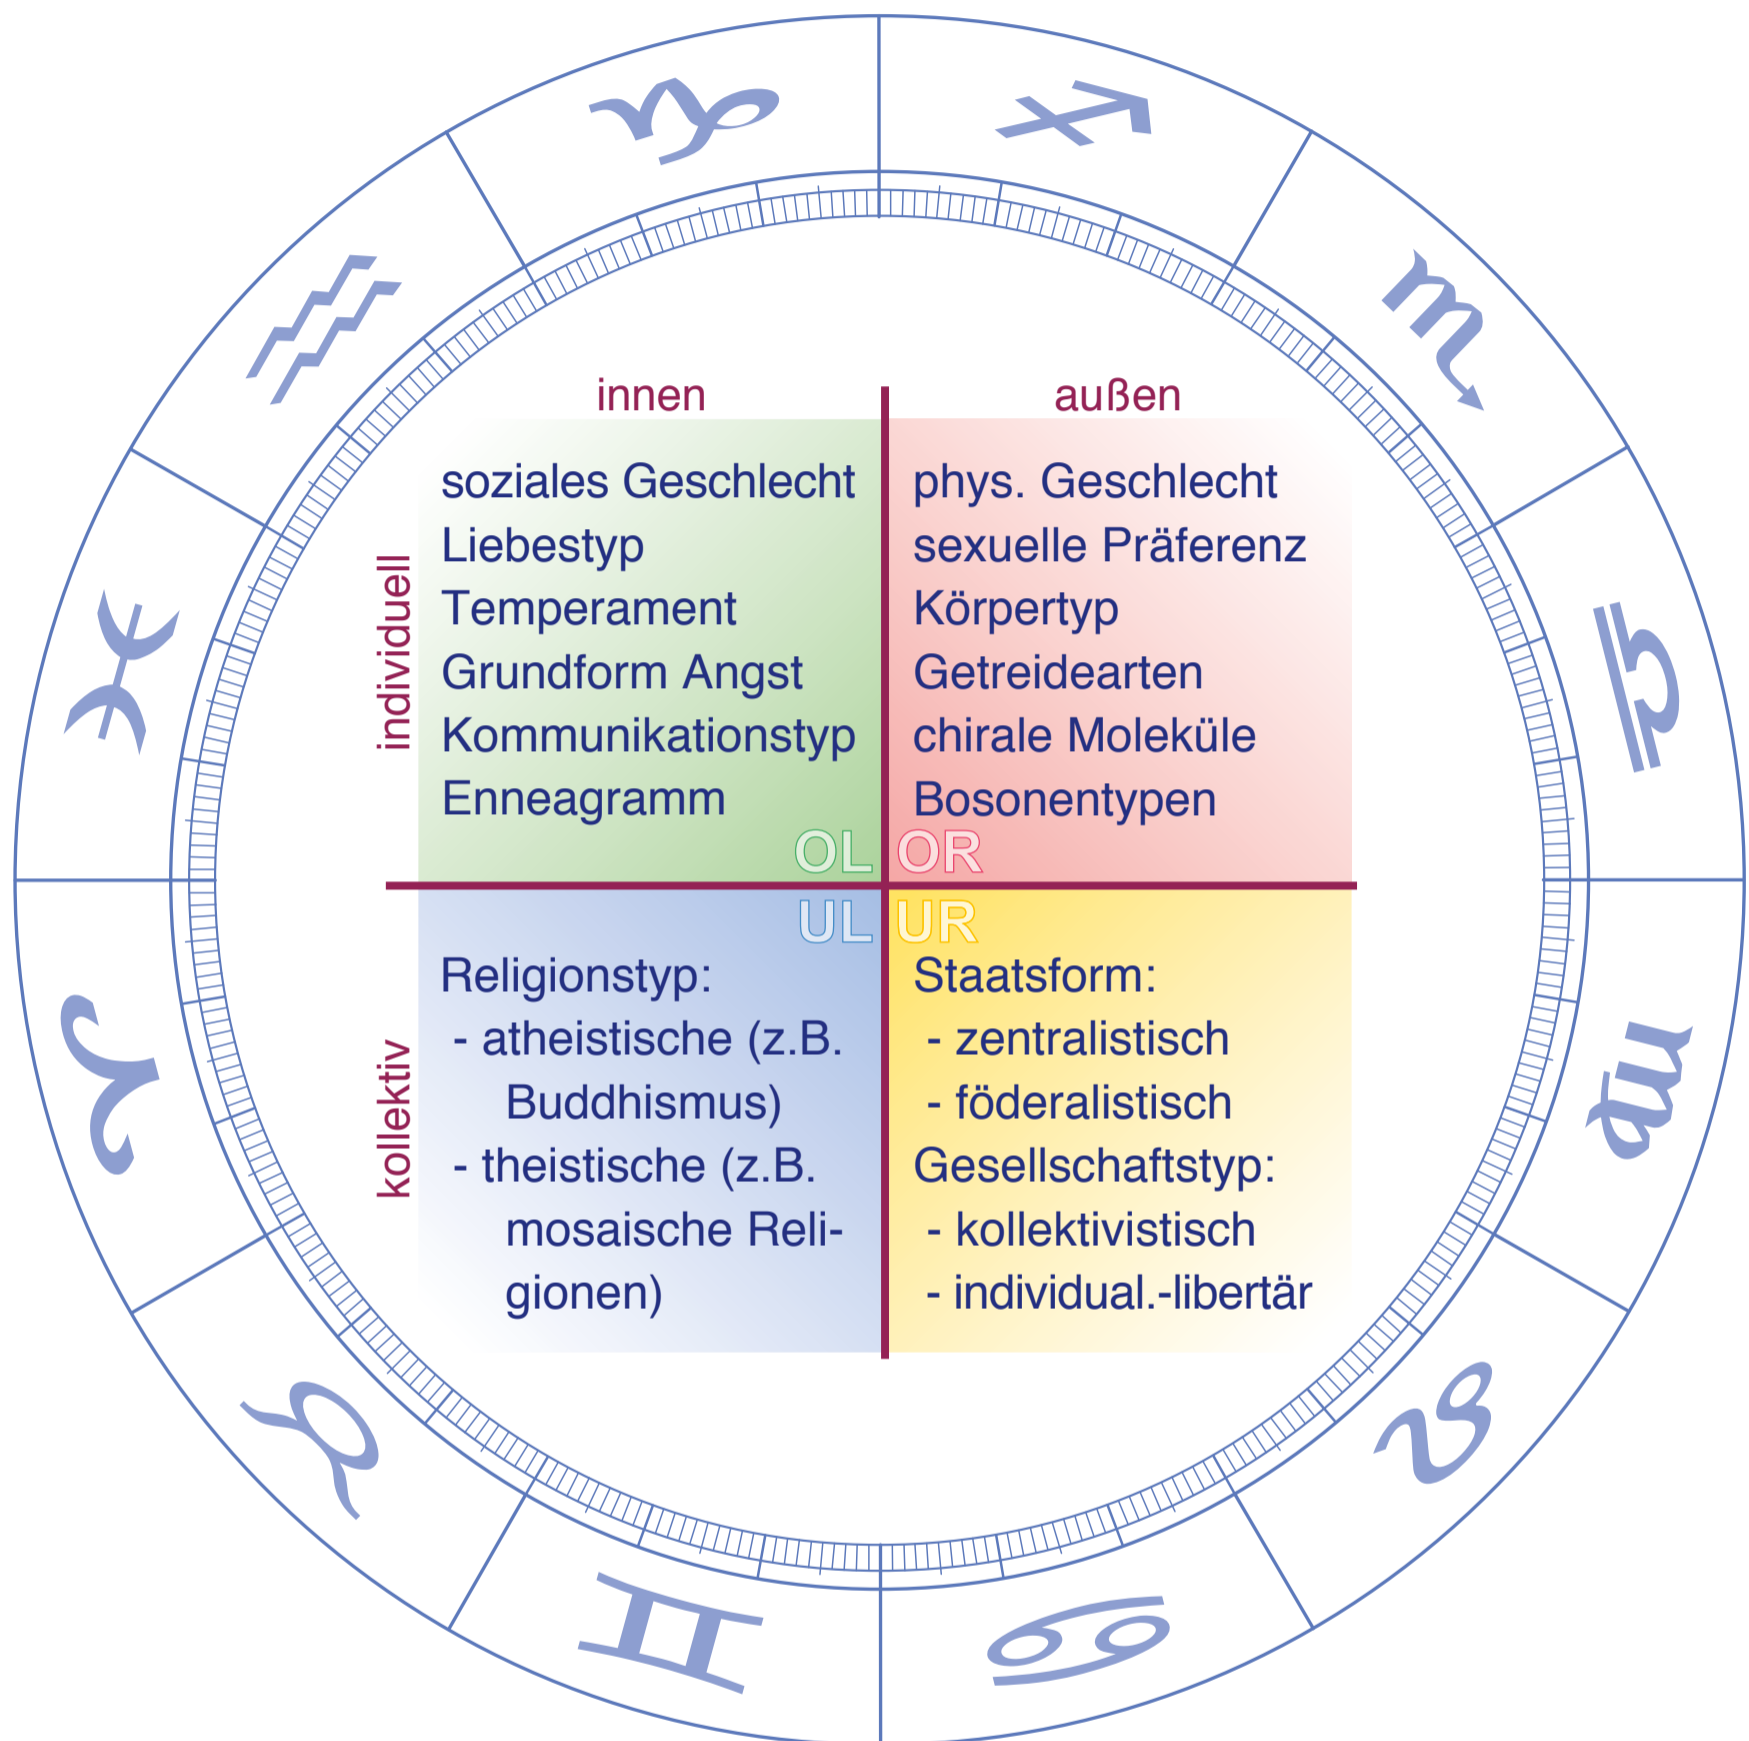 innen
außen
individuell
soziales Geschlecht
Liebestyp
Temperament
Grundform Angst
Kommunikationstyp
Enneagramm
OL
phys. Geschlecht
sexuelle Präferenz
Körpertyp
Getreidearten
chirale Moleküle
Bosonentypen
OR
kollektiv
UL
Religionstyp:
- atheistische (z.B.
Buddhismus)
- theistische (z.B.
mosaische Reli-
gionen)
UR
Staatsform:
- zentralistisch
- föderalistisch
Gesellschaftstyp:
- kollektivistisch
- individual.-libertär